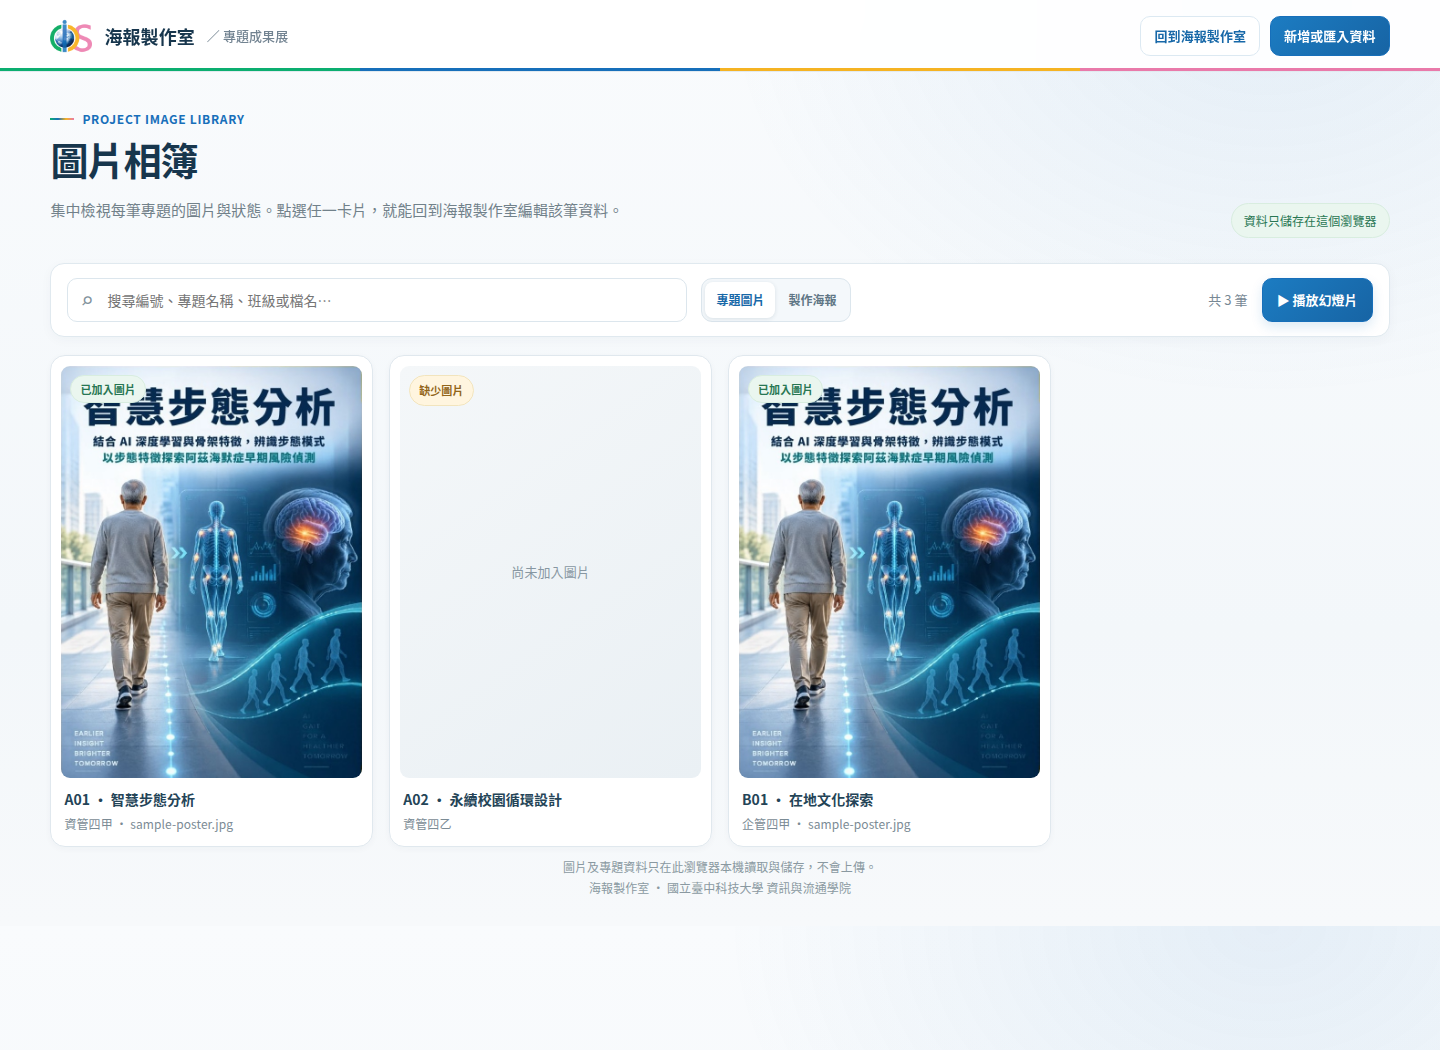 海報製作室
／ 專題成果展
回到海報製作室
新增或匯入資料
PROJECT IMAGE LIBRARY
圖片相簿
集中檢視每筆專題的圖片與狀態。點選任一卡片，就能回到海報製作室編輯該筆資料。
資料只儲存在這個瀏覽器
搜尋編號、專題名稱、班級或檔名…
專題圖片
製作海報
共 3 筆
▶ 播放幻燈片
已加入圖片
智慧步態分析
結合 AI 深度學習與骨架特徵，辨識步態模式
以步態特徵探索阿茲海默症早期風險偵測
EARLIER
INSIGHT
BRIGHTER
TOMORROW
A01 ・ 智慧步態分析
資管四甲 ・ sample-poster.jpg
缺少圖片
尚未加入圖片
A02 ・ 永續校園循環設計
資管四乙
已加入圖片
智慧步態分析
結合 AI 深度學習與骨架特徵，辨識步態模式
以步態特徵探索阿茲海默症早期風險偵測
EARLIER
INSIGHT
BRIGHTER
TOMORROW
B01 ・ 在地文化探索
企管四甲 ・ sample-poster.jpg
圖片及專題資料只在此瀏覽器本機讀取與儲存，不會上傳。
海報製作室 ・ 國立臺中科技大學 資訊與流通學院